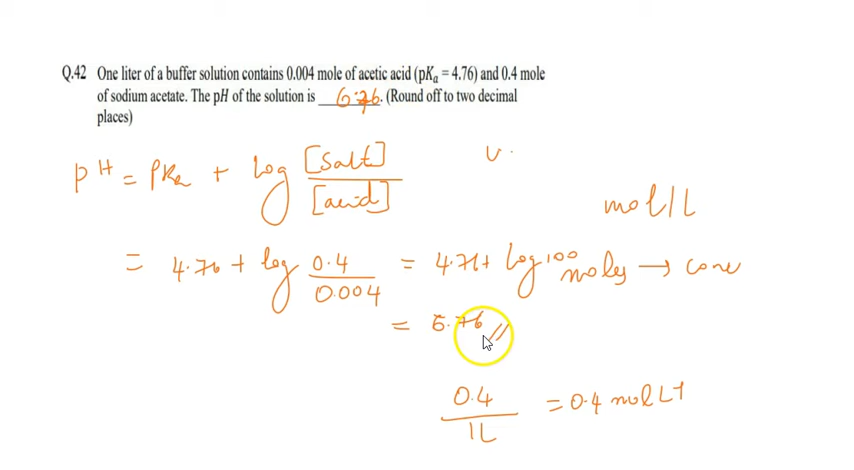 Q.42 One liter of a buffer solution contains 0.004 mole of acetic acid (pKa = 4.76) and 0.4 mole
of sodium acetate. The pH of the solution is 6.76. (Round off to two decimal
places)
pH = pKa + log [Salt] / [acid]
v.
mol/L
= 4.76 + log 0.4 / 0.004 = 4.76 + log 100
moles → conc
= 6.76 //
0.4 / 1L = 0.4 mol L-1